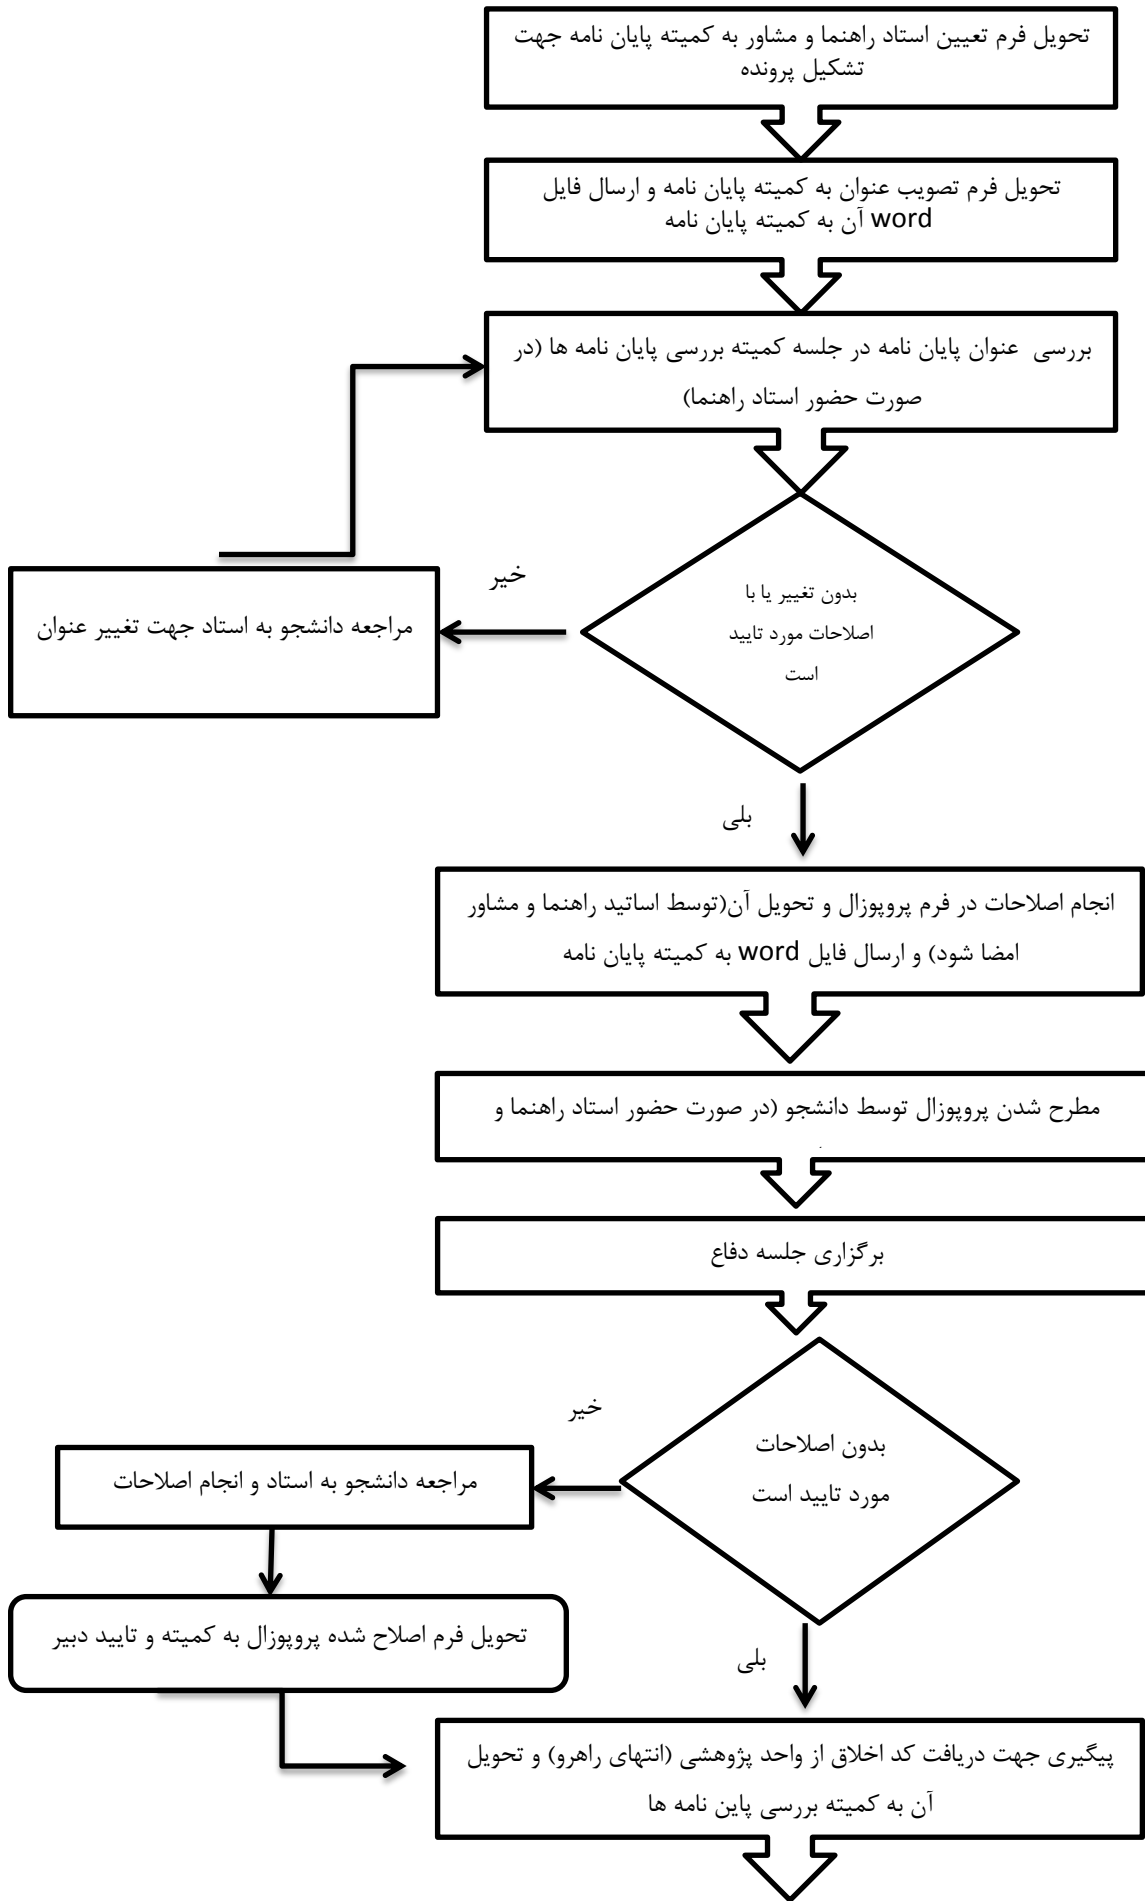 تحویل فرم تعیین استاد راهنما و مشاور به کمیته پایان نامه جهت
تشکیل پرونده
تحویل فرم تصویب عنوان به کمیته پایان نامه و ارسال فایل
word آن به کمیته پایان نامه
بررسی عنوان پایان نامه در جلسه کمیته بررسی پایان نامه ها (در
صورت حضور استاد راهنما)
بدون تغییر یا با
اصلاحات مورد تایید
است
خیر
مراجعه دانشجو به استاد جهت تغییر عنوان
بلی
انجام اصلاحات در فرم پروپوزال و تحویل آن(توسط اساتید راهنما و مشاور
امضا شود) و ارسال فایل word به کمیته پایان نامه
مطرح شدن پروپوزال توسط دانشجو (در صورت حضور استاد راهنما و
برگزاری جلسه دفاع
بدون اصلاحات
مورد تایید است
خیر
مراجعه دانشجو به استاد و انجام اصلاحات
تحویل فرم اصلاح شده پروپوزال به کمیته و تایید دبیر
بلی
پیگیری جهت دریافت کد اخلاق از واحد پژوهشی (انتهای راهرو) و تحویل
آن به کمیته بررسی پاین نامه ها